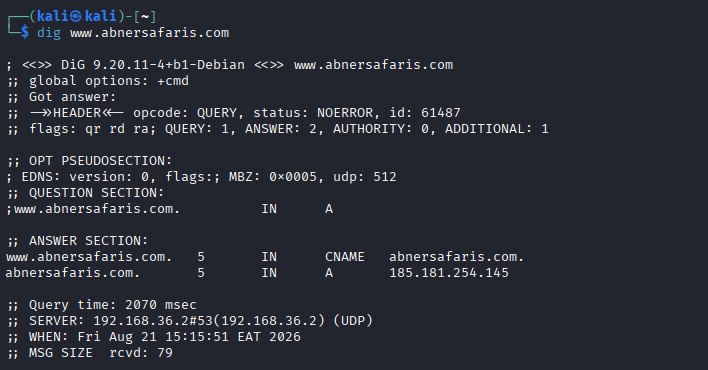 ┌──(kali㉿kali)-[~]
└─$ dig www.abnersafaris.com

; <<>> DiG 9.20.11-4+b1-Debian <<>> www.abnersafaris.com
;; global options: +cmd
;; Got answer:
;; ->>HEADER<<- opcode: QUERY, status: NOERROR, id: 61487
;; flags: qr rd ra; QUERY: 1, ANSWER: 2, AUTHORITY: 0, ADDITIONAL: 1

;; OPT PSEUDOSECTION:
; EDNS: version: 0, flags:; MBZ: 0x0005, udp: 512
;; QUESTION SECTION:
;www.abnersafaris.com. IN A

;; ANSWER SECTION:
www.abnersafaris.com. 5 IN CNAME abnersafaris.com.
abnersafaris.com. 5 IN A 185.181.254.145

;; Query time: 2070 msec
;; SERVER: 192.168.36.2#53(192.168.36.2) (UDP)
;; WHEN: Fri Aug 21 15:15:51 EAT 2026
;; MSG SIZE rcvd: 79